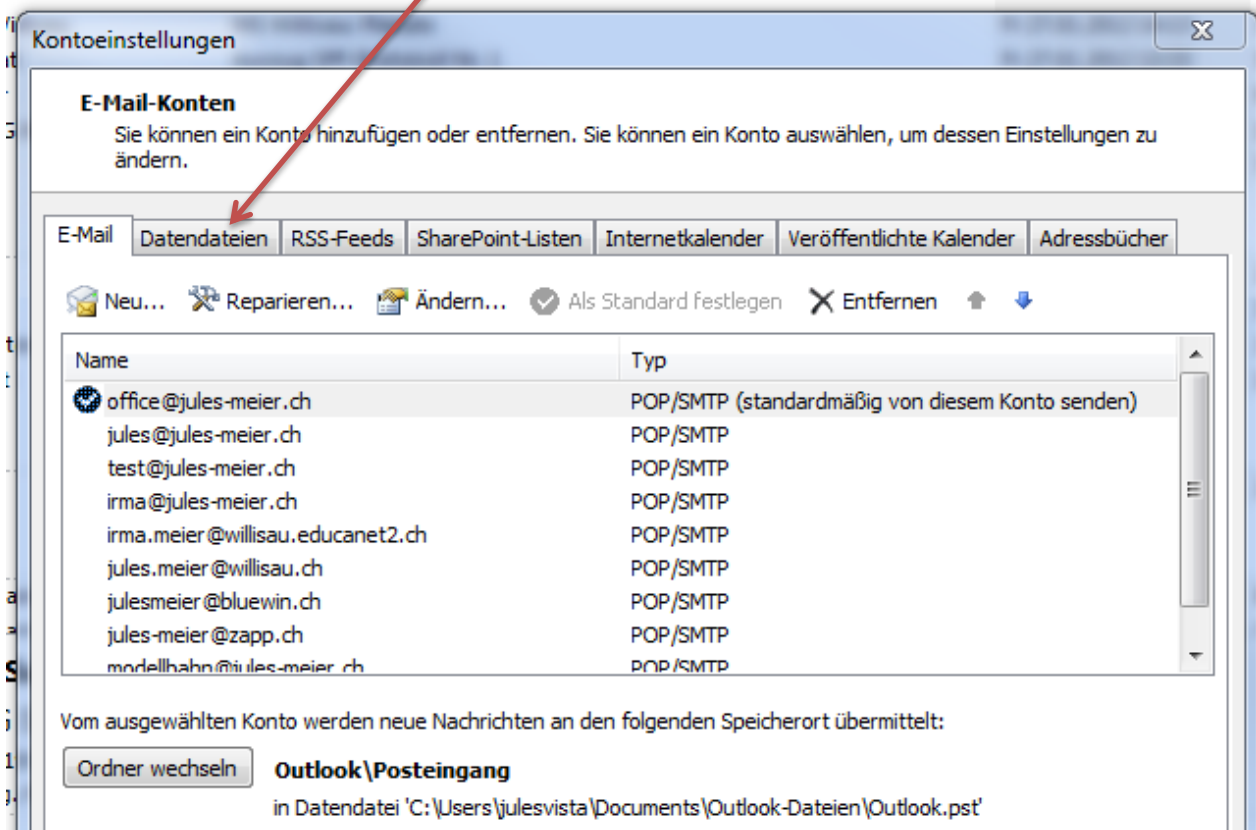 Kontoeinstellungen
E-Mail-Konten
Sie können ein Konto hinzufügen oder entfernen. Sie können ein Konto auswählen, um dessen Einstellungen zu
ändern.
E-Mail Datendateien RSS-Feeds SharePoint-Listen Internetkalender Veröffentlichte Kalender Adressbücher
Neu... Reparieren... Ändern... Als Standard festlegen Entfernen
Name Typ
office@jules-meier.ch POP/SMTP (standardmäßig von diesem Konto senden)
jules@jules-meier.ch POP/SMTP
test@jules-meier.ch POP/SMTP
irma@jules-meier.ch POP/SMTP
irma.meier@willisau.educanet2.ch POP/SMTP
jules.meier@willisau.ch POP/SMTP
julesmeier@bluewin.ch POP/SMTP
jules-meier@zapp.ch POP/SMTP
modellbahn@jules-meier.ch POP/SMTP
Vom ausgewählten Konto werden neue Nachrichten an den folgenden Speicherort übermittelt:
Ordner wechseln Outlook\Posteingang
in Datendatei 'C:\Users\julesvista\Documents\Outlook-Dateien\Outlook.pst'